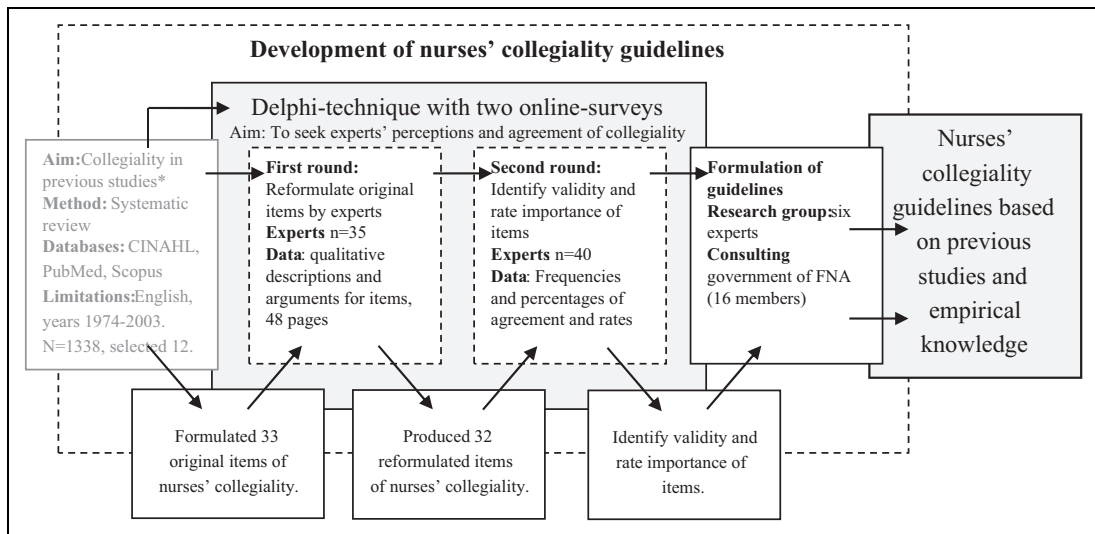 Development of nurses' collegiality guidelines
Delphi-technique with two online-surveys
Aim: To seek experts' perceptions and agreement of collegiality
Aim:Collegiality in
previous studies*
Method: Systematic
review
Databases: CINAHL,
PubMed, Scopus
Limitations:English,
years 1974-2003.
N=1338, selected 12.
First round:
Reformulate original
items by experts
Experts n=35
Data: qualitative
descriptions and
arguments for items,
48 pages
Second round:
Identify validity and
rate importance of
items
Experts n=40
Data: Frequencies
and percentages of
agreement and rates
Formulation of
guidelines
Research group:six
experts
Consulting
government of FNA
(16 members)
Nurses'
collegiality
guidelines based
on previous
studies and
empirical
knowledge
Formulated 33
original items of
nurses' collegiality.
Produced 32
reformulated items
of nurses' collegiality.
Identify validity and
rate importance of
items.